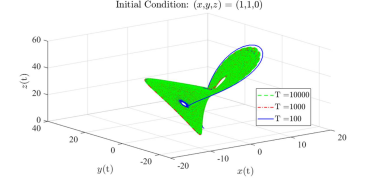 Initial Condition: (x,y,z) = (1,1,0)
60
40
20
0
z(t)
40
20
0
-20
y(t)
-20
-10
0
10
20
x(t)
T =10000
T =1000
T =100